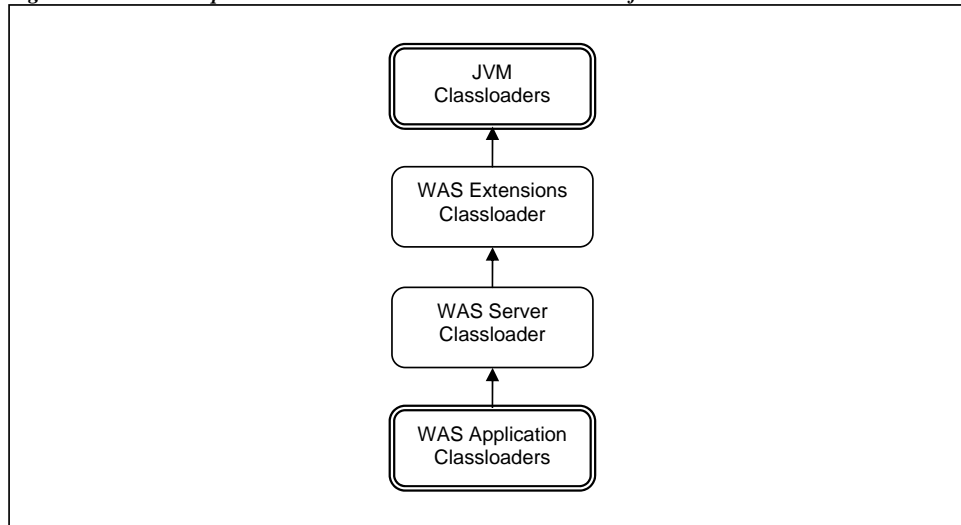 JVM
Classloaders
WAS Extensions
Classloader
WAS Server
Classloader
WAS Application
Classloaders